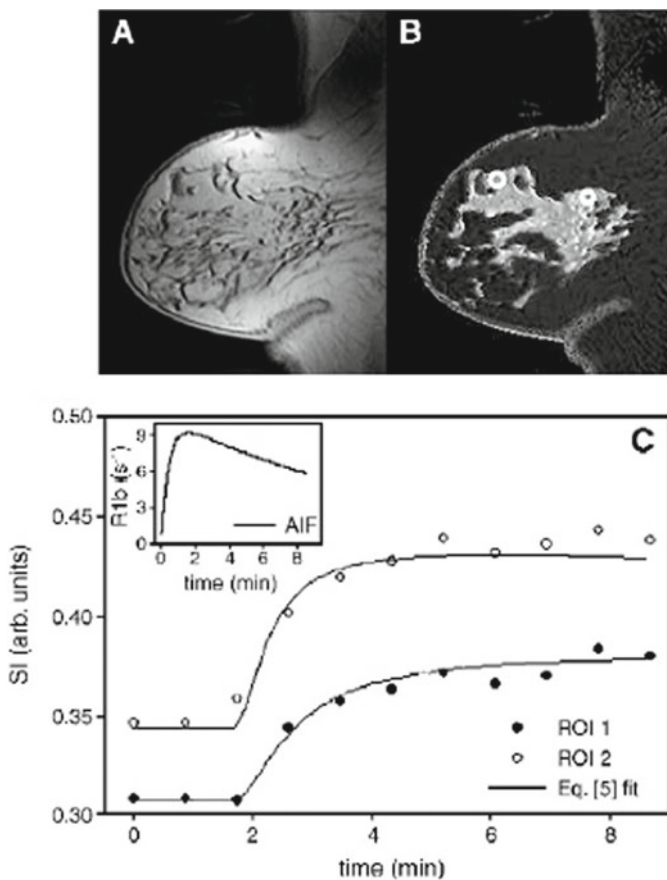 A
B
0.50
0.45
0.40
0.35
0.30
SI (arb. units)
C
9
6
3
0
R1b (s⁻¹)
AIF
0 2 4 6 8
time (min)
ROI 1
ROI 2
Eq. [5] fit
0 2 4 6 8
time (min)